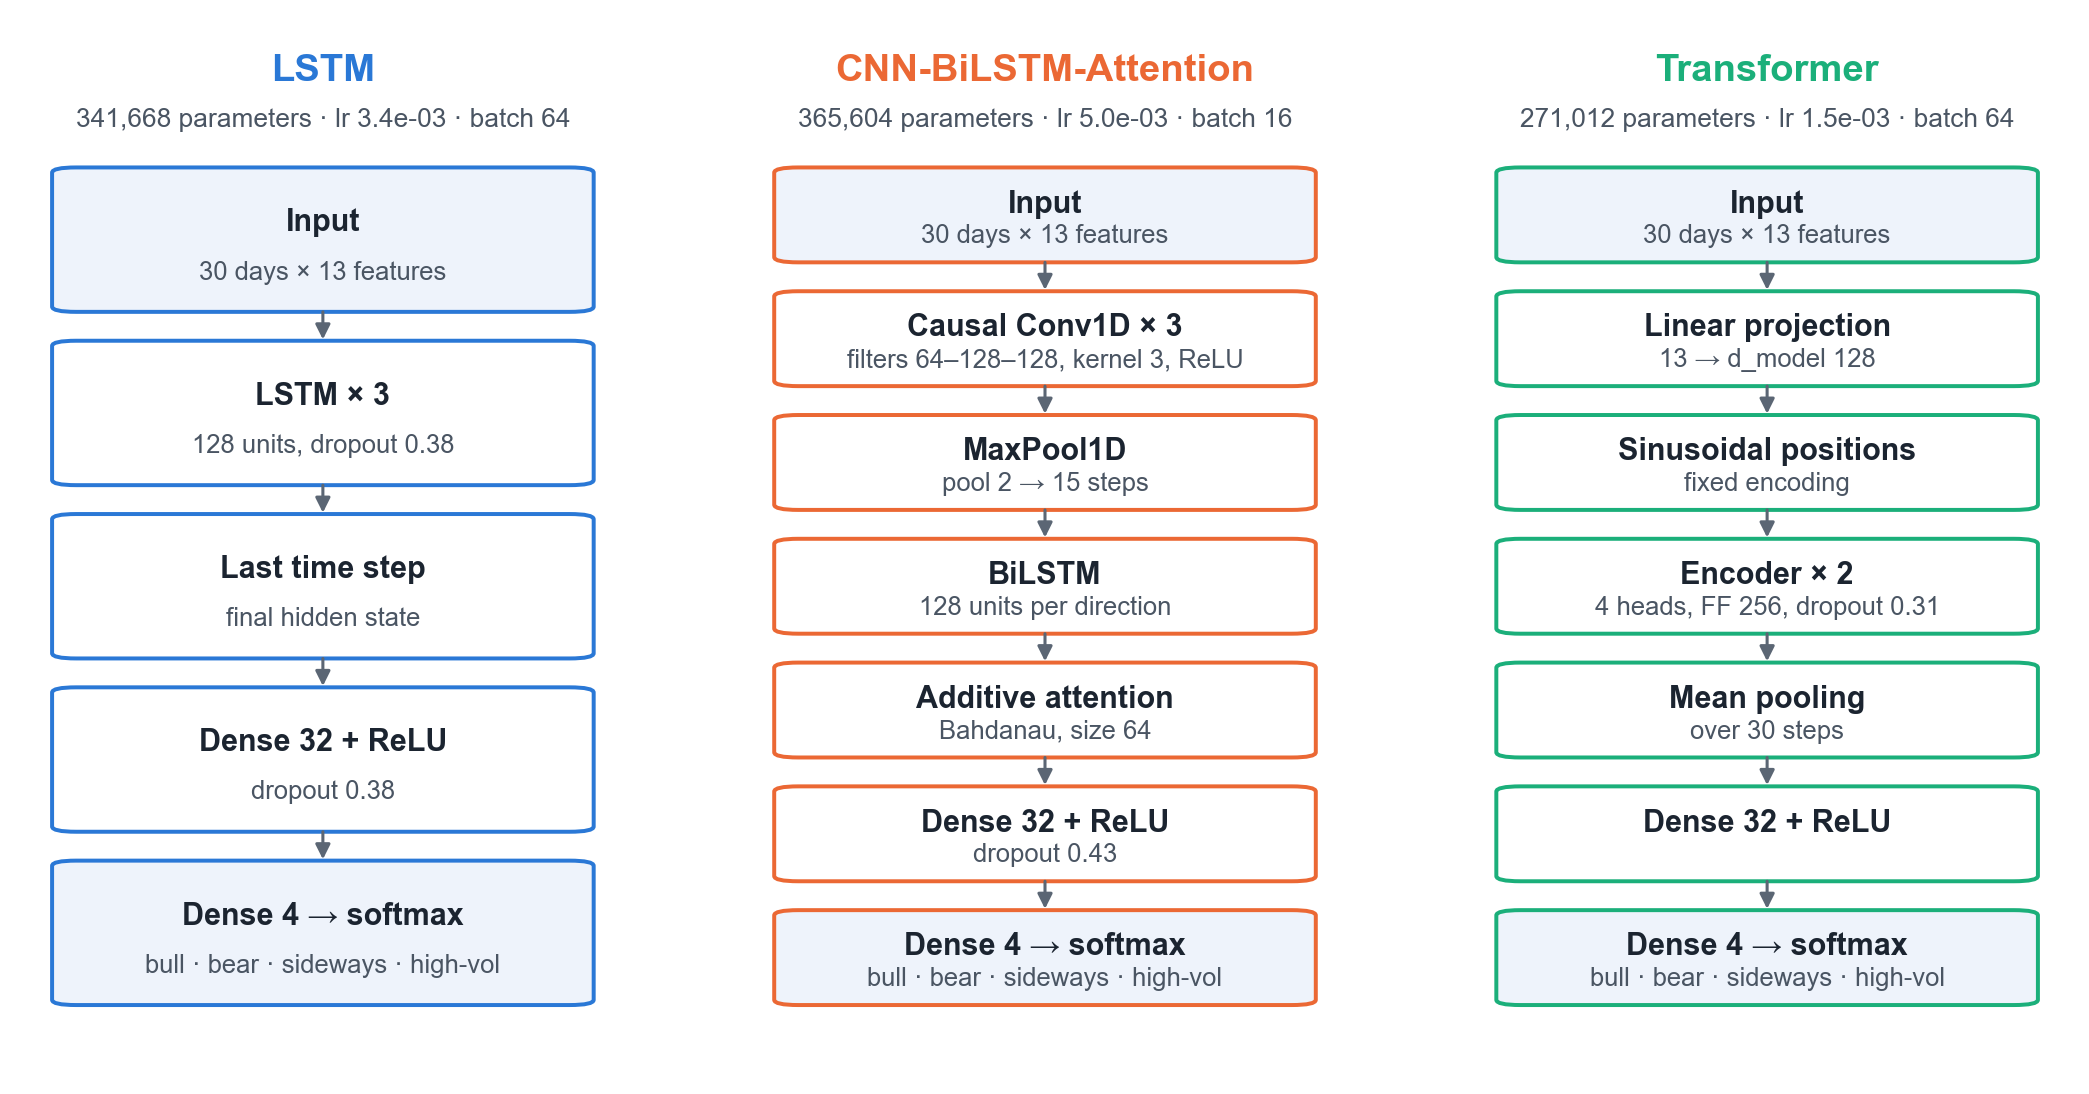 LSTM
341,668 parameters · lr 3.4e-03 · batch 64
Input
30 days × 13 features
LSTM × 3
128 units, dropout 0.38
Last time step
final hidden state
Dense 32 + ReLU
dropout 0.38
Dense 4 → softmax
bull · bear · sideways · high-vol
CNN-BiLSTM-Attention
365,604 parameters · lr 5.0e-03 · batch 16
Input
30 days × 13 features
Causal Conv1D × 3
filters 64–128–128, kernel 3, ReLU
MaxPool1D
pool 2 → 15 steps
BiLSTM
128 units per direction
Additive attention
Bahdanau, size 64
Dense 32 + ReLU
dropout 0.43
Dense 4 → softmax
bull · bear · sideways · high-vol
Transformer
271,012 parameters · lr 1.5e-03 · batch 64
Input
30 days × 13 features
Linear projection
13 → d_model 128
Sinusoidal positions
fixed encoding
Encoder × 2
4 heads, FF 256, dropout 0.31
Mean pooling
over 30 steps
Dense 32 + ReLU
Dense 4 → softmax
bull · bear · sideways · high-vol